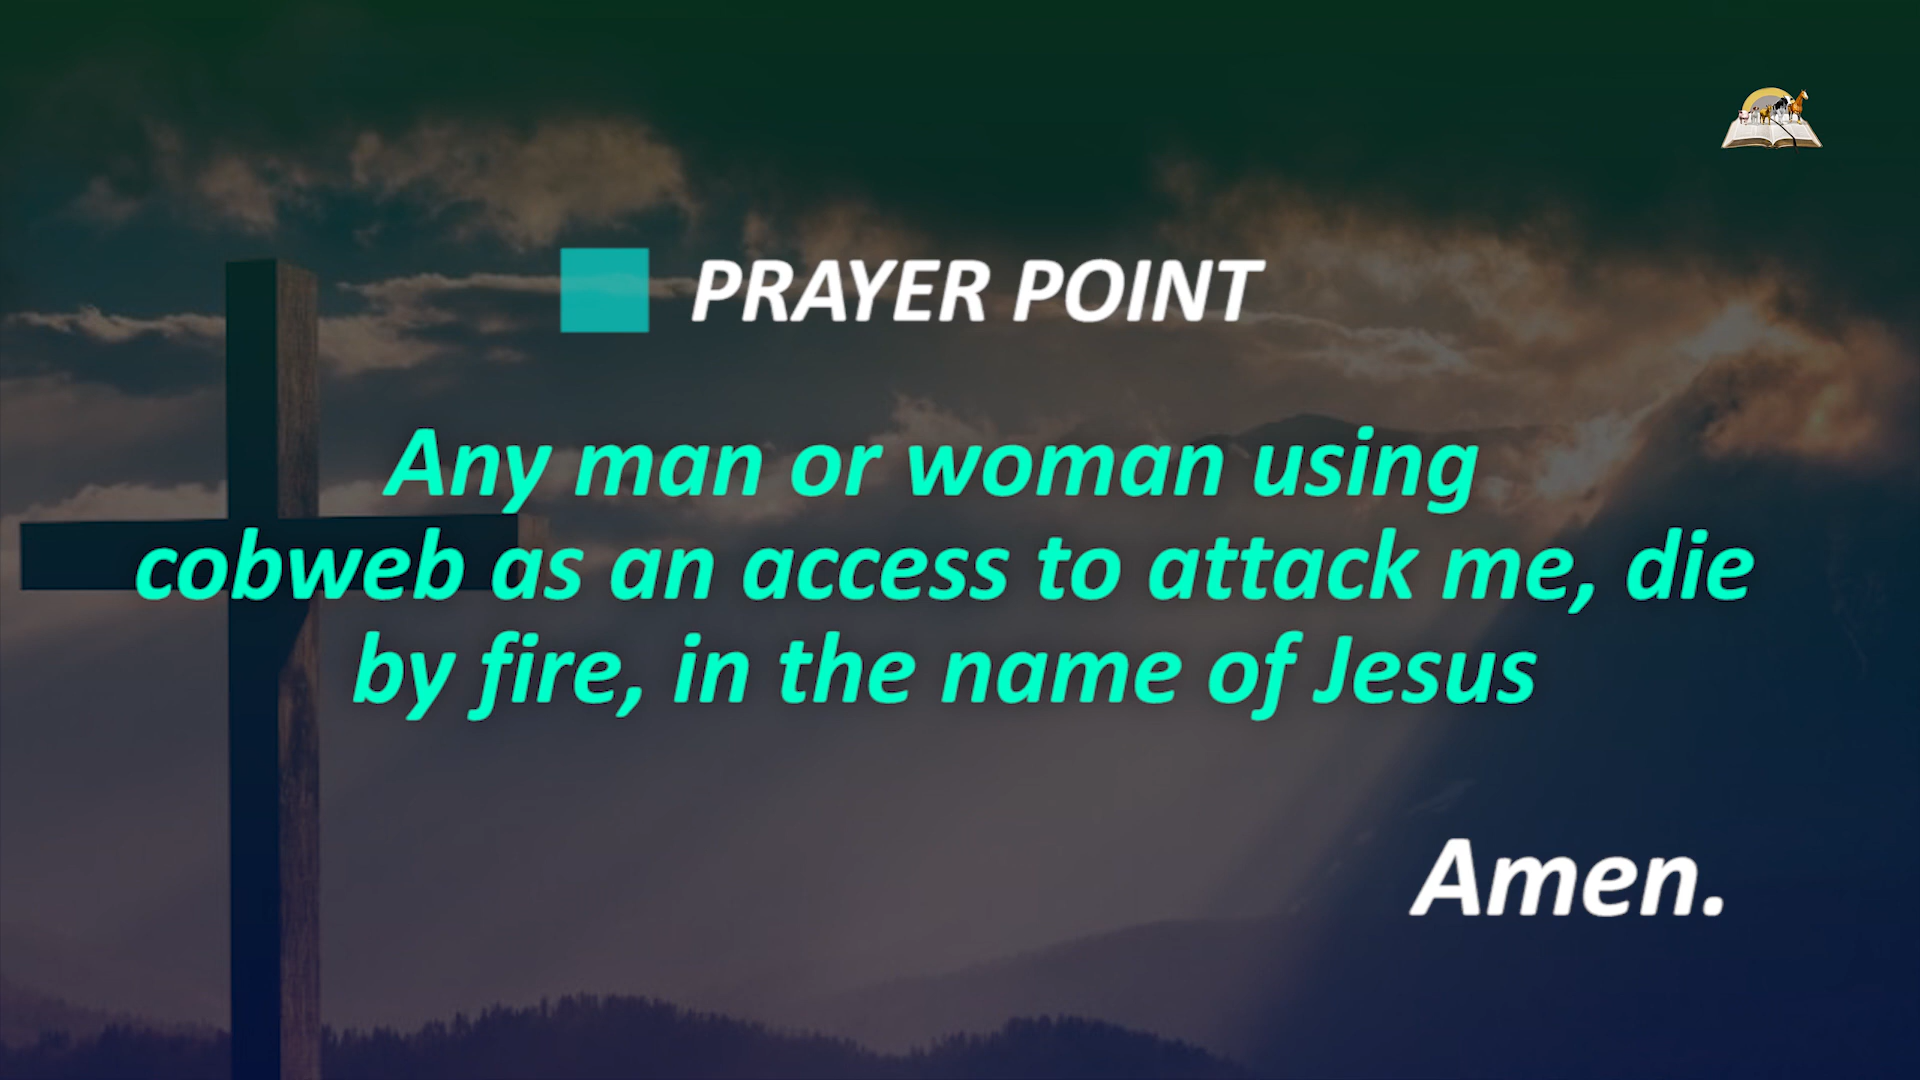 PRAYER POINT
Any man or woman using
cobweb as an access to attack me, die
by fire, in the name of Jesus
Amen.